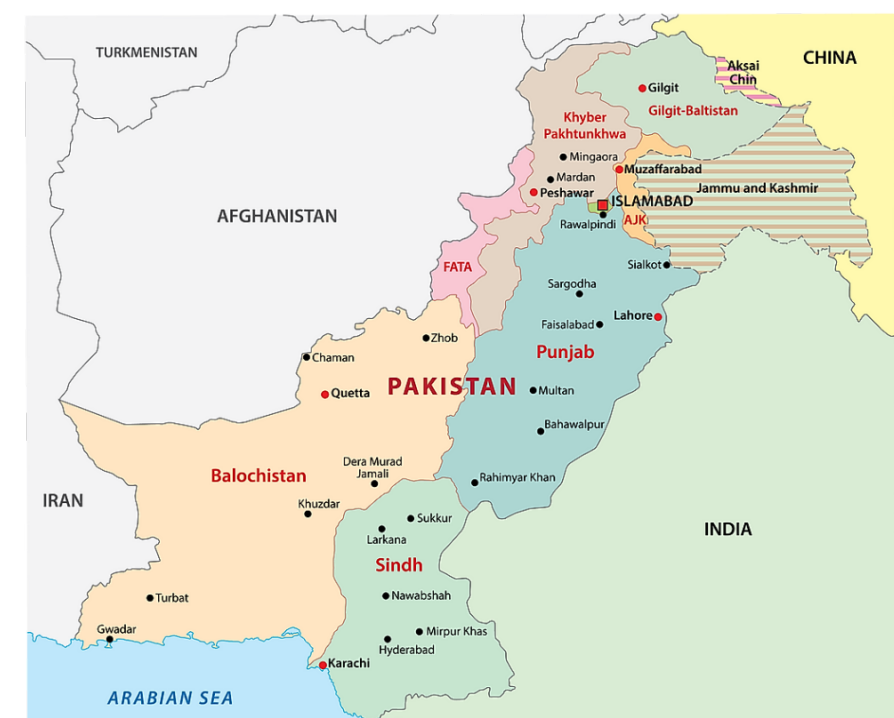 TURKMENISTAN
CHINA
Aksai
Chin
Gilgit
Gilgit-Baltistan
Khyber
Pakhtunkhwa
Mingaora
Muzaffarabad
Mardan
Jammu and Kashmir
Peshawar
ISLAMABAD
AFGHANISTAN
AJK
Rawalpindi
FATA
Sialkot
Sargodha
Lahore
Faisalabad
Zhob
Punjab
Chaman
PAKISTAN
Quetta
Multan
Bahawalpur
Dera Murad
Jamali
Balochistan
Rahimyar Khan
IRAN
Khuzdar
Sukkur
INDIA
Larkana
Sindh
Turbat
Nawabshah
Gwadar
Mirpur Khas
Hyderabad
Karachi
ARABIAN SEA